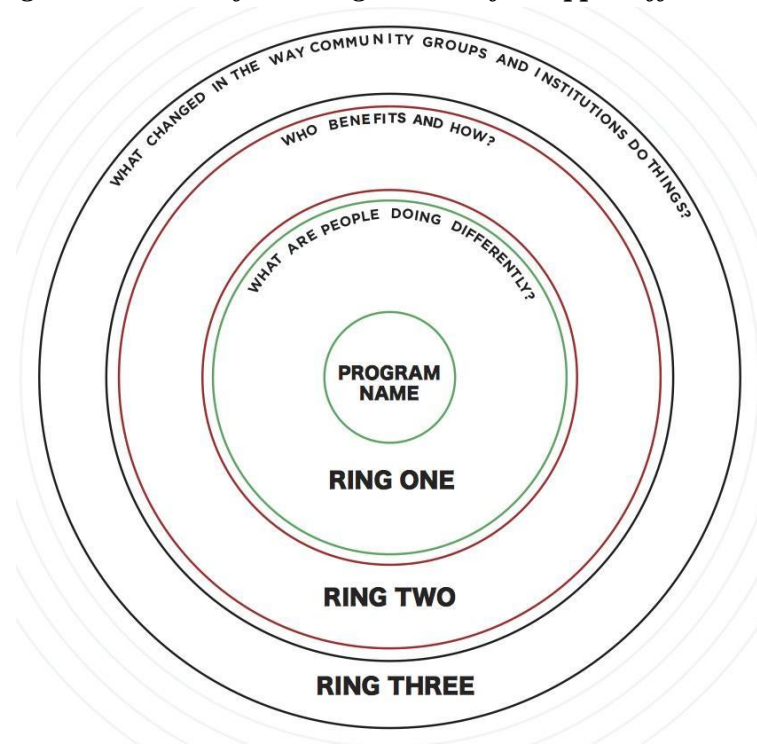 WHAT CHANGED IN THE WAY COMMUNITY GROUPS AND INSTITUTIONS DO THINGS?
WHO BENEFITS AND HOW?
WHAT ARE PEOPLE DOING DIFFERENTLY?
PROGRAM
NAME
RING ONE
RING TWO
RING THREE